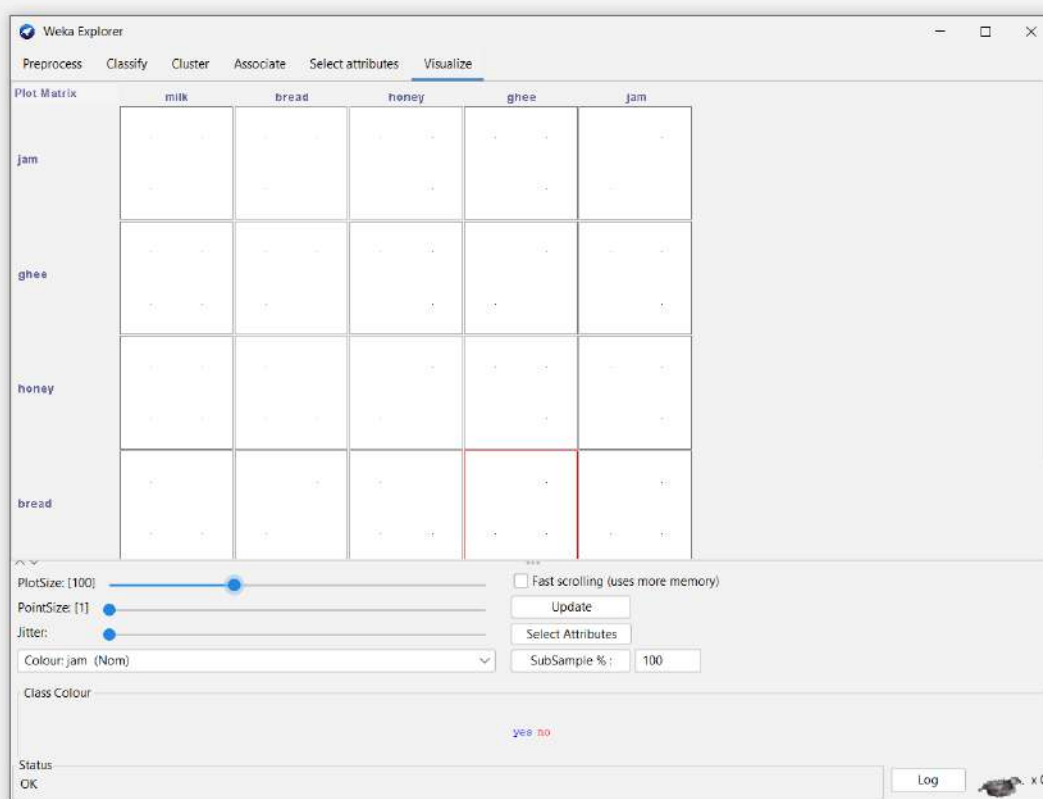 Weka Explorer
Preprocess Classify Cluster Associate Select attributes Visualize
Plot Matrix milk bread honey ghee jam
jam
ghee
honey
bread
PlotSize: [100] Fast scrolling (uses more memory)
PointSize: [1] Update
Jitter: Select Attributes
Colour: jam (Nom) SubSample % : 100
Class Colour
yes no
Status
OK Log x 0